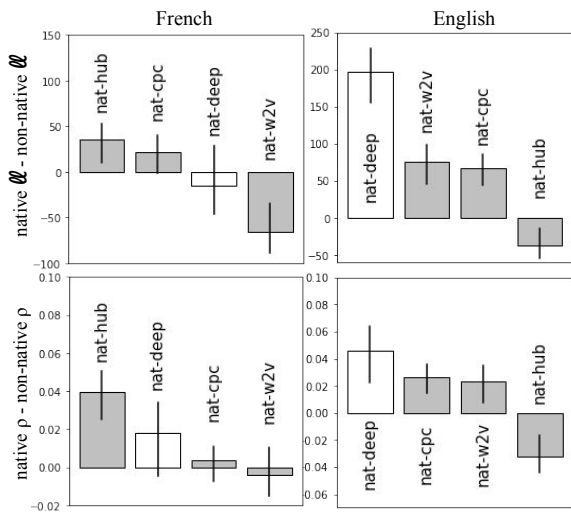 French
English
native ℓℓ - non-native ℓℓ
150
100
50
0
−50
−100
nat-hub
nat-cpc
nat-deep
nat-w2v
250
200
150
100
50
0
−50
nat-deep
nat-w2v
nat-cpc
nat-hub
native ρ - non-native ρ
0.10
0.08
0.06
0.04
0.02
0.00
−0.02
nat-hub
nat-deep
nat-cpc
nat-w2v
0.10
0.08
0.06
0.04
0.02
0.00
0.02
0.04
0.06
nat-deep
nat-cpc
nat-w2v
nat-hub